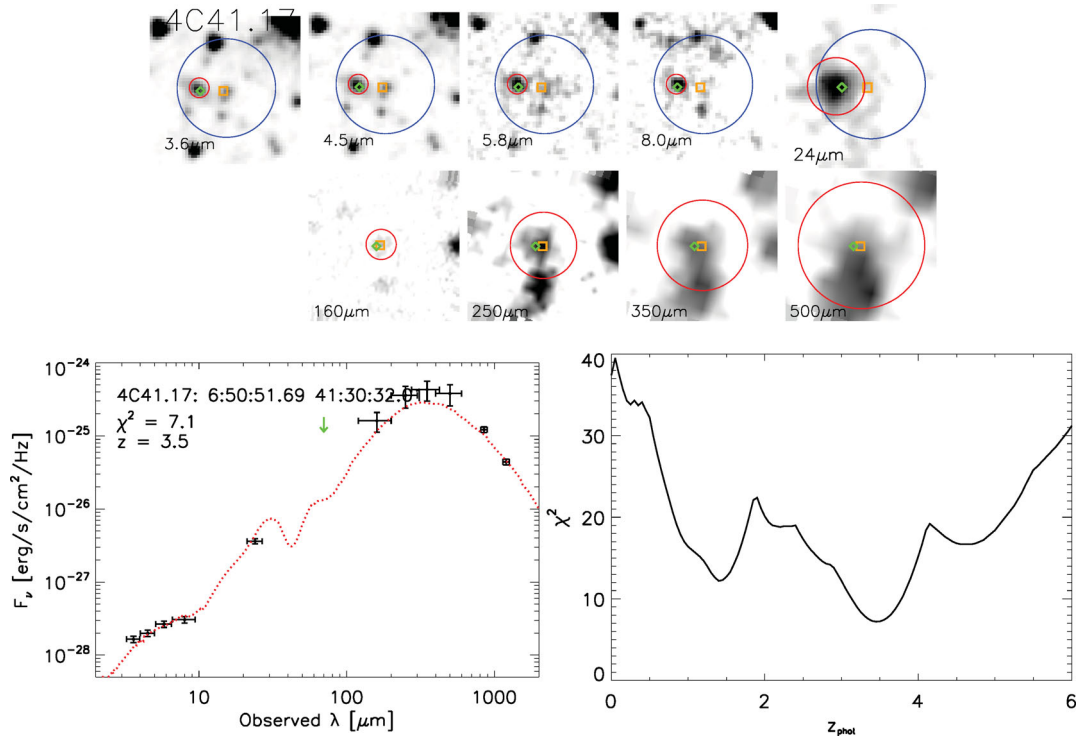 4C41.17
3.6μm
4.5μm
5.8μm
8.0μm
24μm
160μm
250μm
350μm
500μm
4C41.17: 6:50:51.69 41:30:32.0
χ² = 7.1
z = 3.5
F_ν [erg/s/cm²/Hz]
10⁻²⁴
10⁻²⁵
10⁻²⁶
10⁻²⁷
10⁻²⁸
10 100 1000
Observed λ [μm]
χ²
40
30
20
10
0
0 2 4 6
z_phot